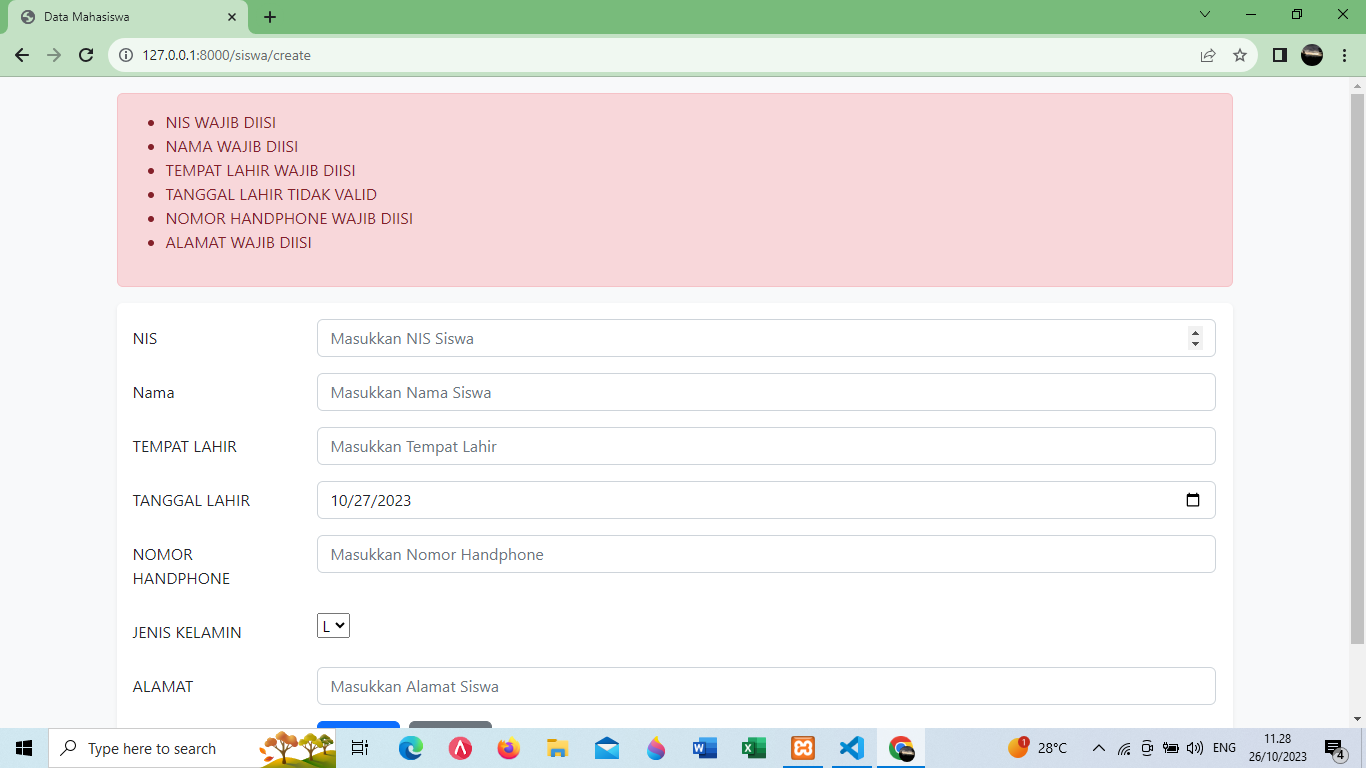 Data Mahasiswa
127.0.0.1:8000/siswa/create
NIS WAJIB DIISI
NAMA WAJIB DIISI
TEMPAT LAHIR WAJIB DIISI
TANGGAL LAHIR TIDAK VALID
NOMOR HANDPHONE WAJIB DIISI
ALAMAT WAJIB DIISI
NIS Masukkan NIS Siswa
Nama Masukkan Nama Siswa
TEMPAT LAHIR Masukkan Tempat Lahir
TANGGAL LAHIR 10/27/2023
NOMOR Masukkan Nomor Handphone
HANDPHONE
JENIS KELAMIN L
ALAMAT Masukkan Alamat Siswa
Type here to search 1 28°C ENG 11.28
26/10/2023 4